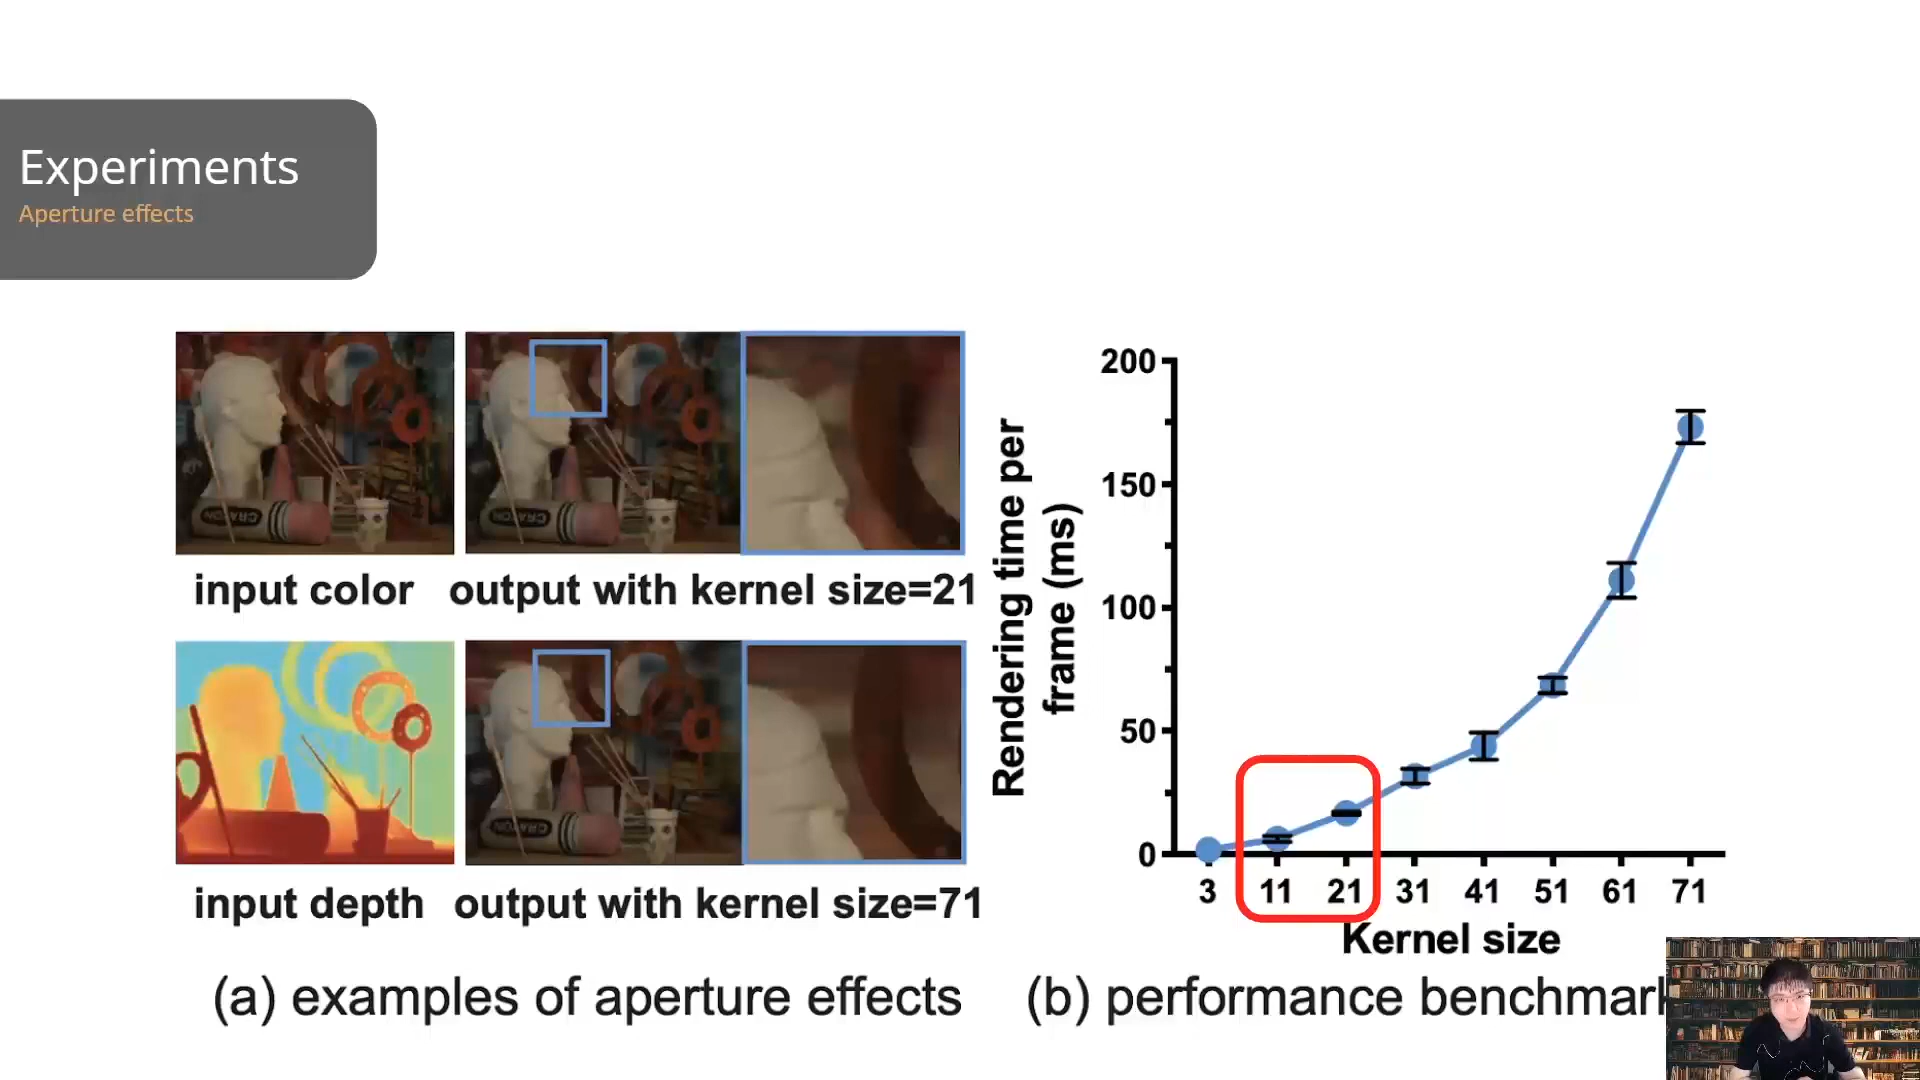 Experiments
Aperture effects
input color
output with kernel size=21
input depth
output with kernel size=71
(a) examples of aperture effects
Rendering time per
frame (ms)
200
150
100
50
0
3 11 21 31 41 51 61 71
Kernel size
(b) performance benchmark